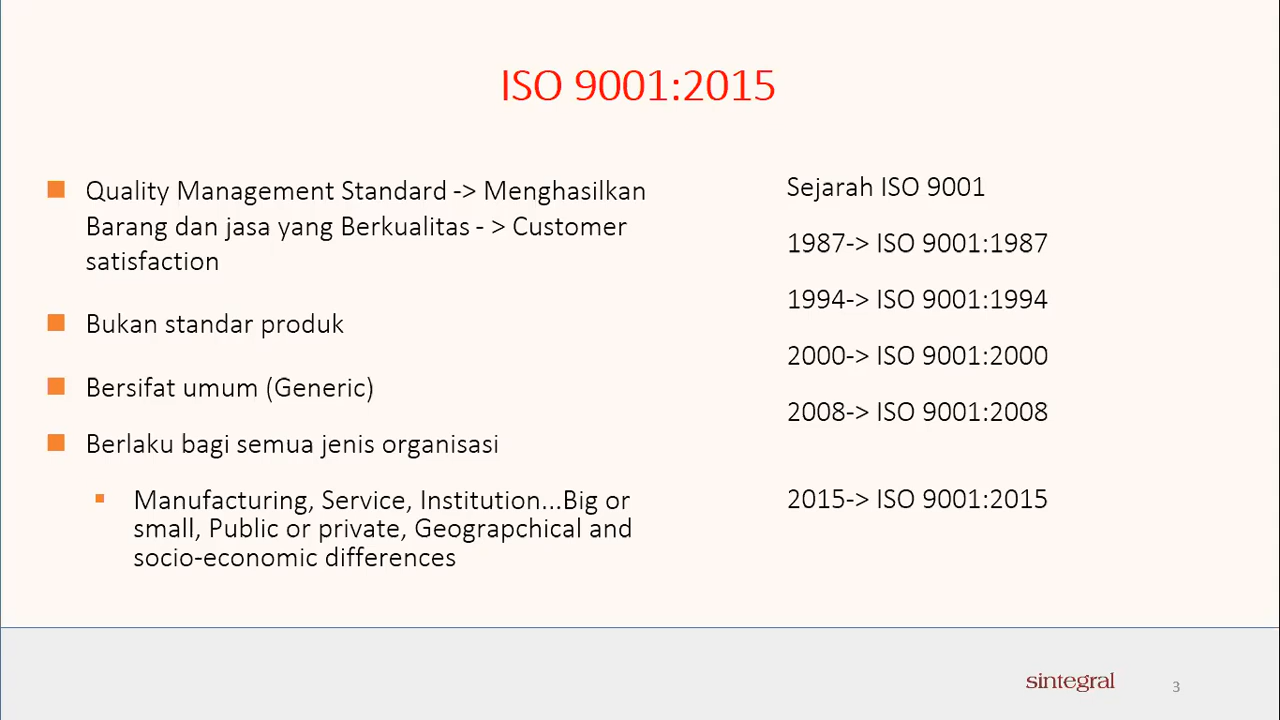 ISO 9001:2015
Quality Management Standard -> Menghasilkan
Barang dan jasa yang Berkualitas - > Customer
satisfaction
Bukan standar produk
Bersifat umum (Generic)
Berlaku bagi semua jenis organisasi
Manufacturing, Service, Institution...Big or
small, Public or private, Geograpchical and
socio-economic differences
Sejarah ISO 9001
1987-> ISO 9001:1987
1994-> ISO 9001:1994
2000-> ISO 9001:2000
2008-> ISO 9001:2008
2015-> ISO 9001:2015
sintegral
3